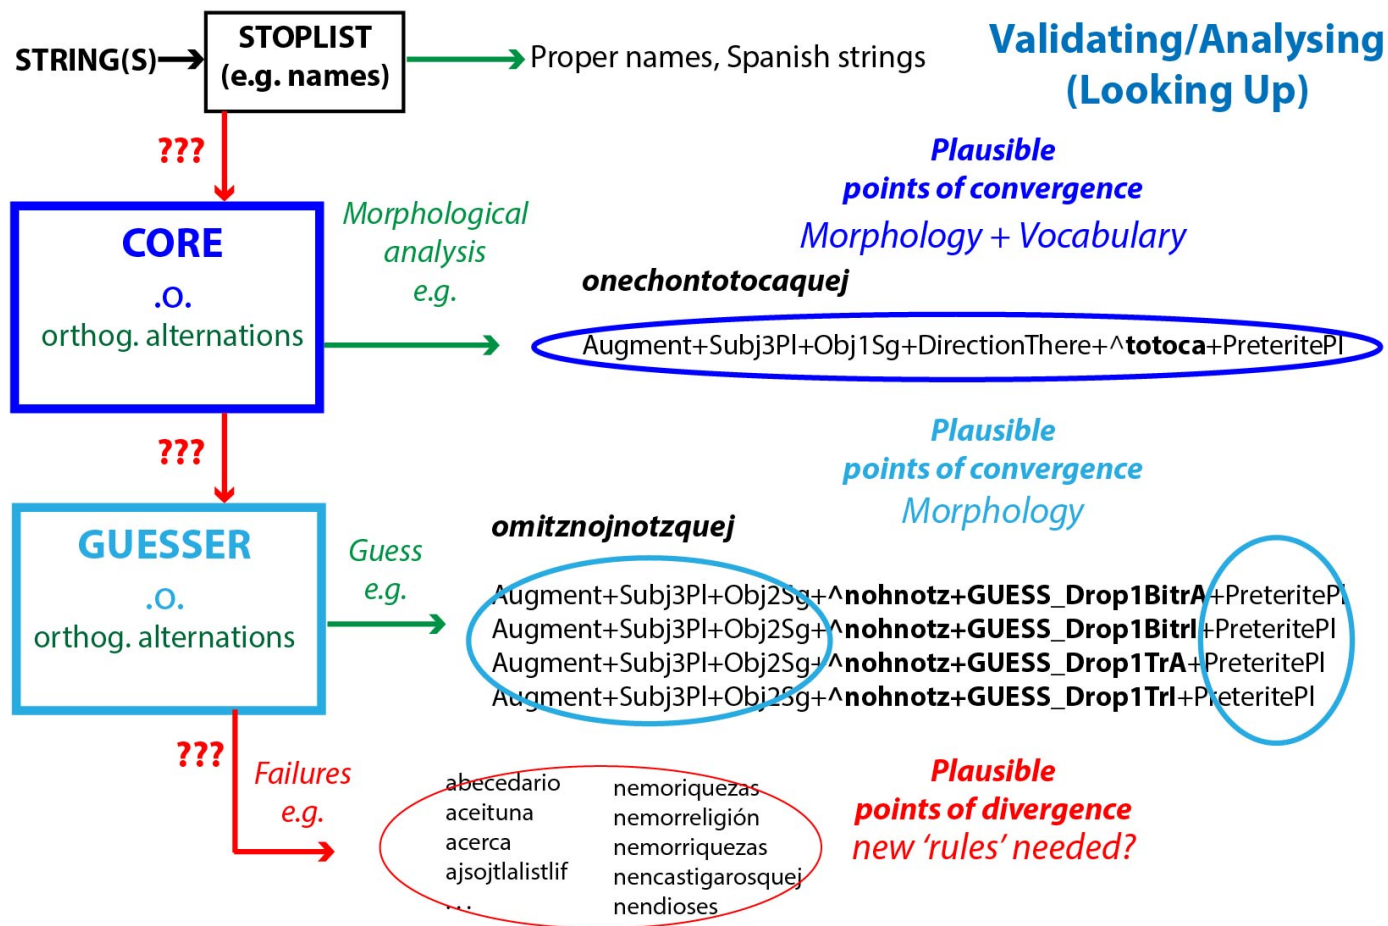 STRING(S)
STOPLIST
(e.g. names)
Proper names, Spanish strings
Validating/Analysing
(Looking Up)
???
CORE
.o.
orthog. alternations
Morphological
analysis
e.g.
Plausible
points of convergence
Morphology + Vocabulary
onechontotocaquej
Augment+Subj3Pl+Obj1Sg+DirectionThere+^totoca+PreteritePl
???
GUESSER
.o.
orthog. alternations
Guess
e.g.
Plausible
points of convergence
Morphology
omitznojnotzquej
Augment+Subj3Pl+Obj2Sg+^nohnotz+GUESS_Drop1BitrA+PreteritePl
Augment+Subj3Pl+Obj2Sg+^nohnotz+GUESS_Drop1BitrI+PreteritePl
Augment+Subj3Pl+Obj2Sg+^nohnotz+GUESS_Drop1TrA+PreteritePl
Augment+Subj3Pl+Obj2Sg+^nohnotz+GUESS_Drop1TrI+PreteritePl
???
Failures
e.g.
abecedario
aceituna
acerca
ajsojtlalistlif
...
nemoriquezas
nemorreligión
nemorriquezas
nencastigarosquej
nendioses
Plausible
points of divergence
new ‘rules’ needed?